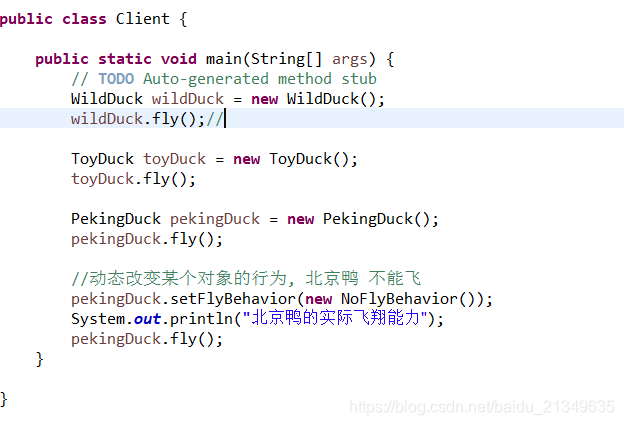 public class Client {
public static void main(String[] args) {
// TODO Auto-generated method stub
WildDuck wildDuck = new WildDuck();
wildDuck.fly();//
ToyDuck toyDuck = new ToyDuck();
toyDuck.fly();
PekingDuck pekingDuck = new PekingDuck();
pekingDuck.fly();
//动态改变某个对象的行为, 北京鸭 不能飞
pekingDuck.setFlyBehavior(new NoFlyBehavior());
System.out.println("北京鸭的实际飞翔能力");
pekingDuck.fly();
}
}
https://blog.csdn.net/baidu_21349635